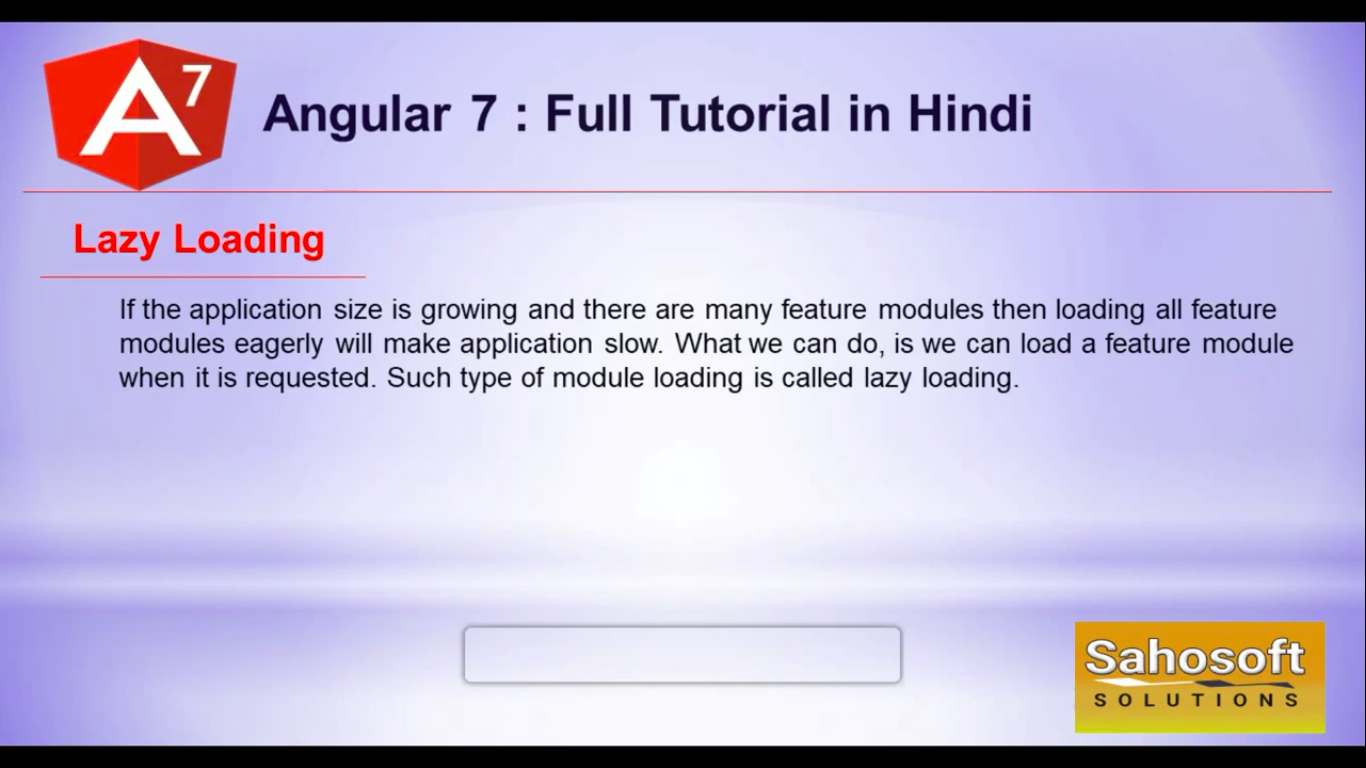 A7
Angular 7 : Full Tutorial in Hindi
Lazy Loading
If the application size is growing and there are many feature modules then loading all feature
modules eagerly will make application slow. What we can do, is we can load a feature module
when it is requested. Such type of module loading is called lazy loading.
Sahosoft
SOLUTIONS